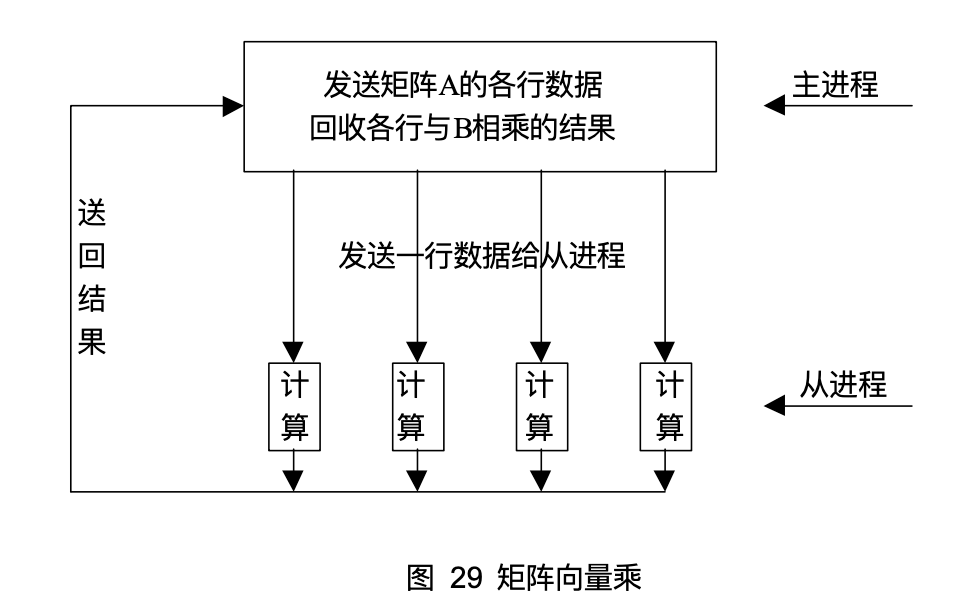 发送矩阵A的各行数据
回收各行与B相乘的结果
主进程
送
回
结
果
发送一行数据给从进程
计
算
计
算
计
算
计
算
从进程
图 29 矩阵向量乘